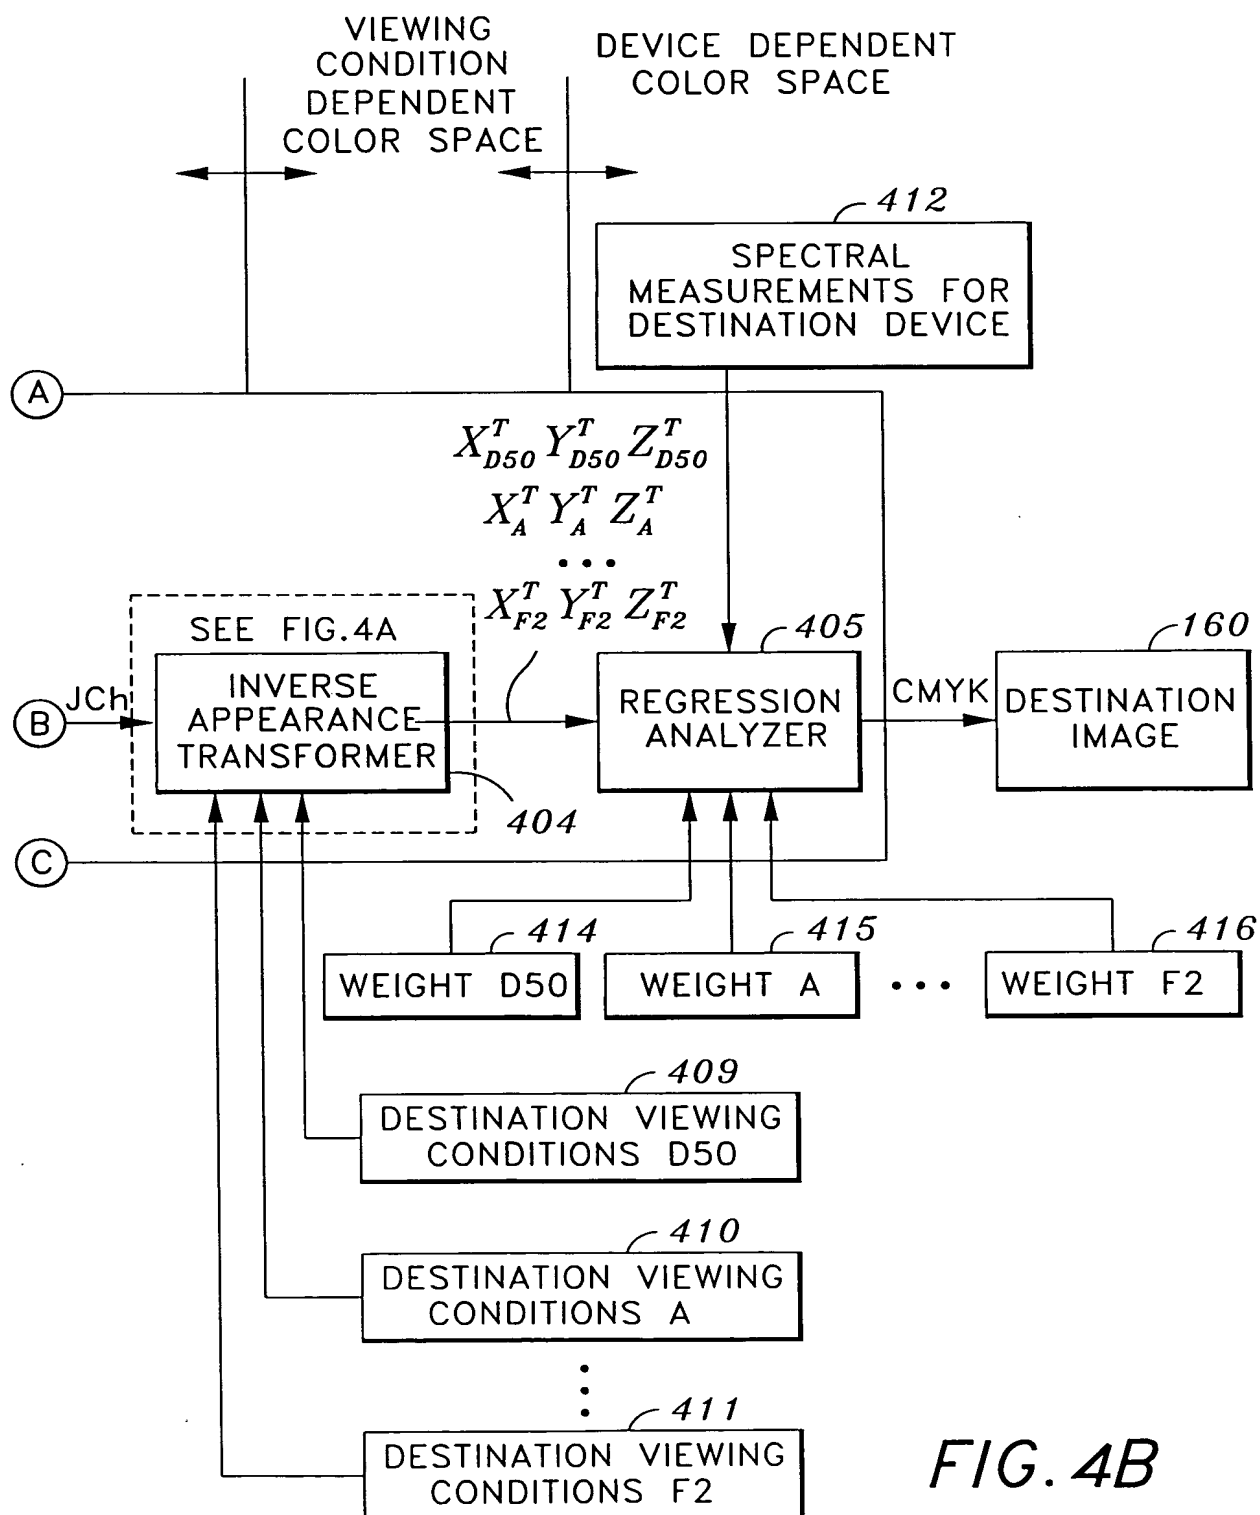 VIEWING
CONDITION
DEPENDENT
COLOR SPACE
DEVICE DEPENDENT
COLOR SPACE
412
SPECTRAL
MEASUREMENTS FOR
DESTINATION DEVICE
A
X^T_D50 Y^T_D50 Z^T_D50
X^T_A Y^T_A Z^T_A
• • •
X^T_F2 Y^T_F2 Z^T_F2
SEE FIG.4A
B
JCh
INVERSE
APPEARANCE
TRANSFORMER
404
405
REGRESSION
ANALYZER
CMYK
160
DESTINATION
IMAGE
C
414
WEIGHT D50
415
WEIGHT A
• • •
416
WEIGHT F2
409
DESTINATION VIEWING
CONDITIONS D50
410
DESTINATION VIEWING
CONDITIONS A
411
DESTINATION VIEWING
CONDITIONS F2
FIG. 4B